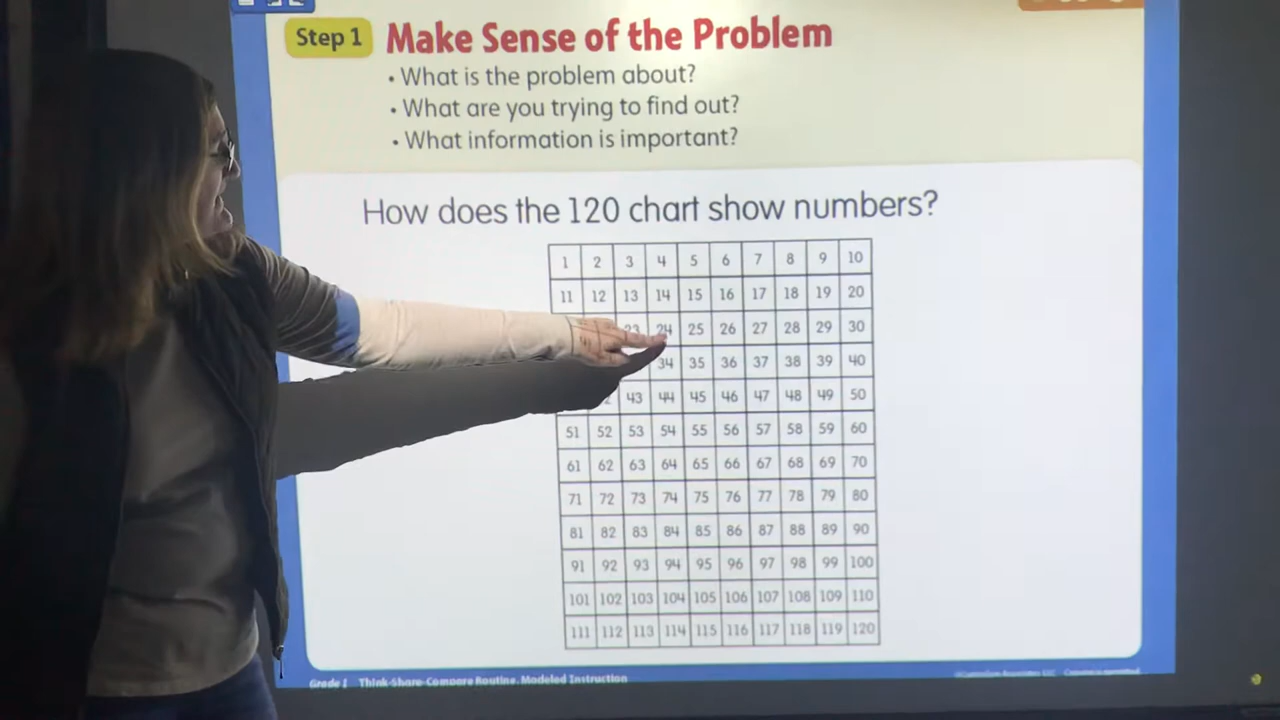 Step 1 Make Sense of the Problem
• What is the problem about?
• What are you trying to find out?
• What information is important?
How does the 120 chart show numbers?
1 2 3 4 5 6 7 8 9 10
11 12 13 14 15 16 17 18 19 20
23 24 25 26 27 28 29 30
34 35 36 37 38 39 40
43 44 45 46 47 48 49 50
51 52 53 54 55 56 57 58 59 60
61 62 63 64 65 66 67 68 69 70
71 72 73 74 75 76 77 78 79 80
81 82 83 84 85 86 87 88 89 90
91 92 93 94 95 96 97 98 99 100
101 102 103 104 105 106 107 108 109 110
111 112 113 114 115 116 117 118 119 120
Grade 1 Think-Share-Compare Routine, Modeled Instruction